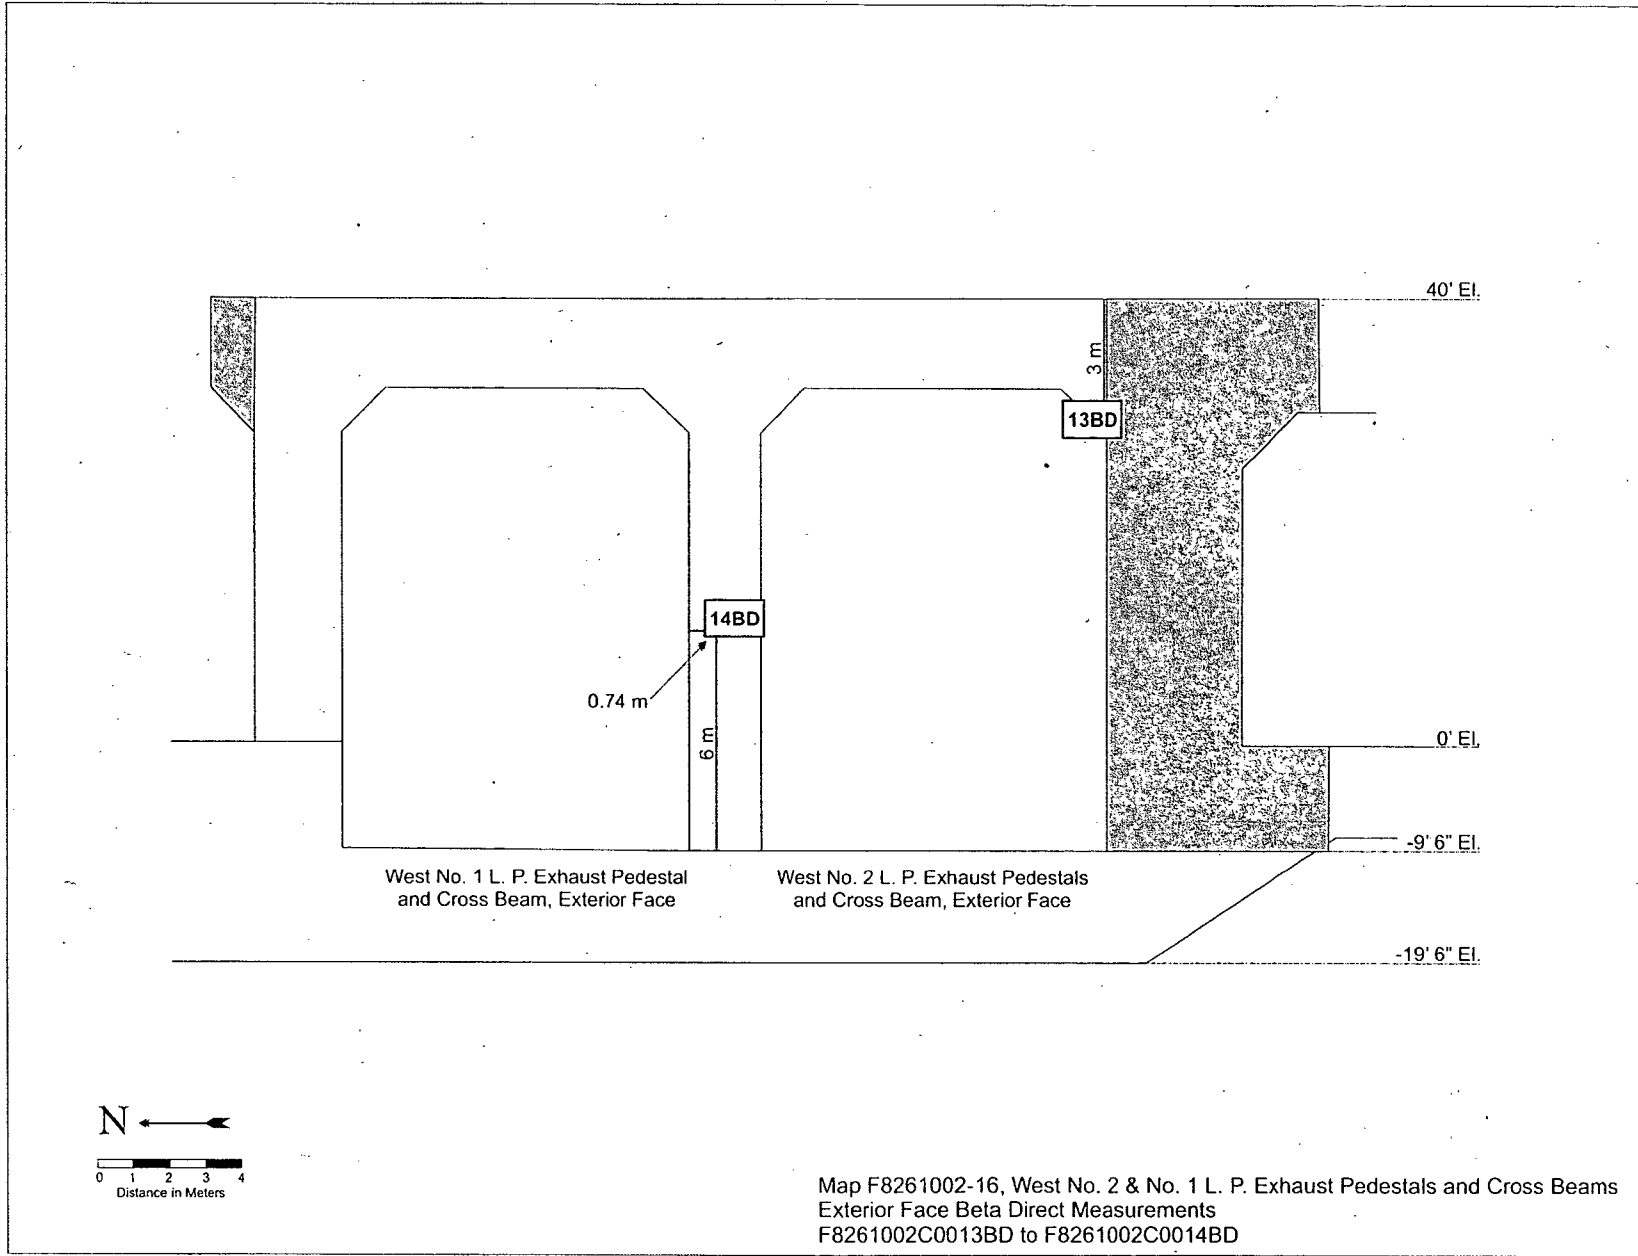 40' El.
3 m
13BD
14BD
0.74 m
6 m
0' El.
-9' 6" El.
West No. 1 L. P. Exhaust Pedestal
and Cross Beam, Exterior Face
West No. 2 L. P. Exhaust Pedestals
and Cross Beam, Exterior Face
-19' 6" El.
N
0 1 2 3 4
Distance in Meters
Map F8261002-16, West No. 2 & No. 1 L. P. Exhaust Pedestals and Cross Beams
Exterior Face Beta Direct Measurements
F8261002C0013BD to F8261002C0014BD